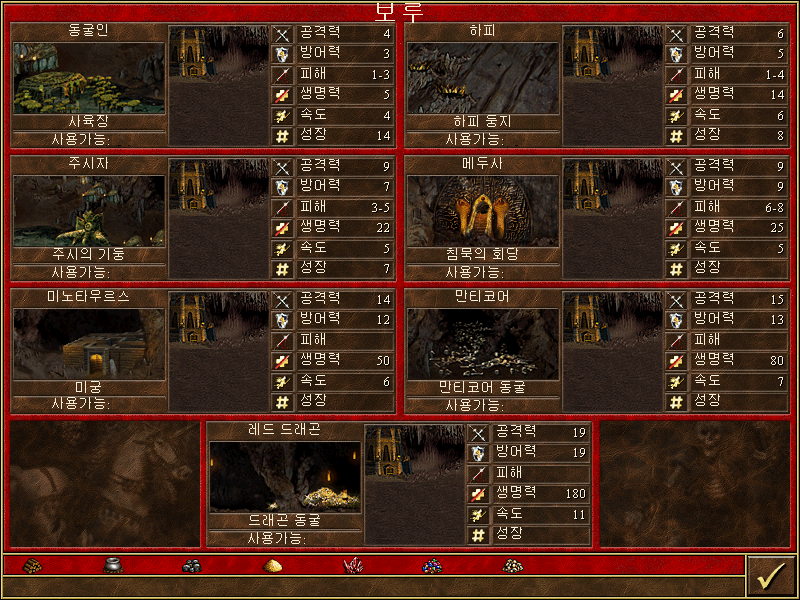 보루
동굴인
사육장
사용가능:
공격력 4
방어력 3
피해 1-3
생명력 5
속도 4
성장 14
하피
하피 둥지
사용가능:
공격력 6
방어력 5
피해 1-4
생명력 14
속도 6
성장 8
주시자
주시의 기둥
사용가능:
공격력 9
방어력 7
피해 3-5
생명력 22
속도 5
성장 7
메두사
침묵의 회당
사용가능:
공격력 9
방어력 9
피해 6-8
생명력 25
속도 5
성장
미노타우르스
미궁
사용가능:
공격력 14
방어력 12
피해
생명력 50
속도 6
성장
만티코어
만티코어 동굴
사용가능:
공격력 15
방어력 13
피해
생명력 80
속도 7
성장
레드 드래곤
드래곤 동굴
사용가능:
공격력 19
방어력 19
피해
생명력 180
속도 11
성장